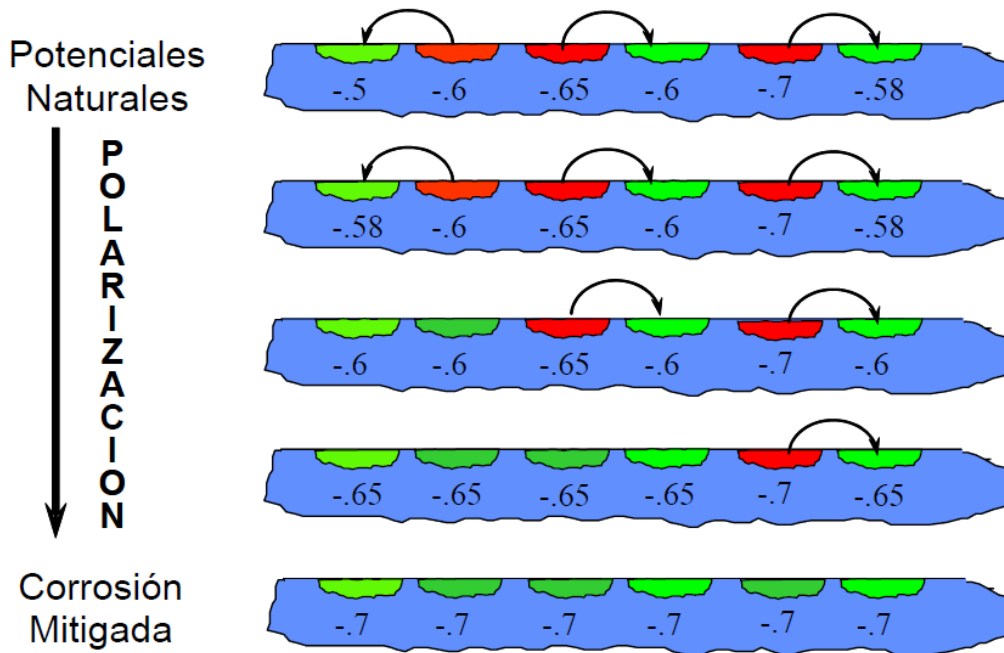 Potenciales
Naturales
-.5 -.6 -.65 -.6 -.7 -.58
POLARIZACION
-.58 -.6 -.65 -.6 -.7 -.58
-.6 -.6 -.65 -.6 -.7 -.6
-.65 -.65 -.65 -.65 -.7 -.65
Corrosión
Mitigada
-.7 -.7 -.7 -.7 -.7 -.7